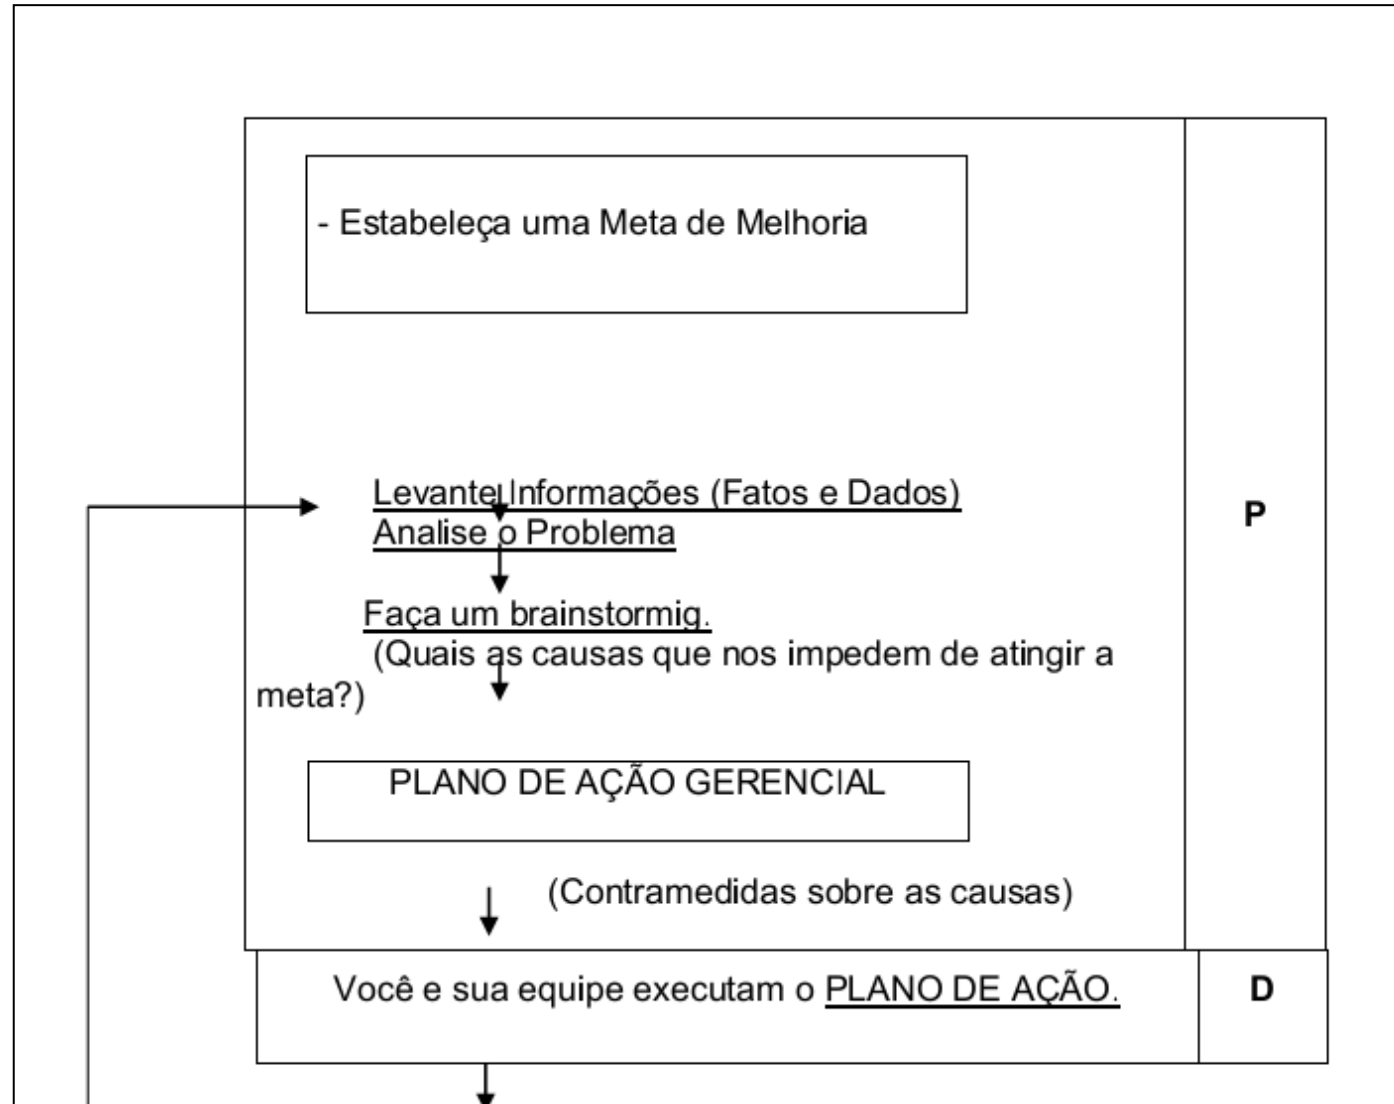 - Estabeleça uma Meta de Melhoria
Levante Informações (Fatos e Dados)
P
Analise o Problema
Faça um brainstormig.
(Quais as causas que nos impedem de atingir a
meta?)
PLANO DE AÇÃO GERENCIAL
(Contramedidas sobre as causas)
Você e sua equipe executam o PLANO DE AÇÃO.
D